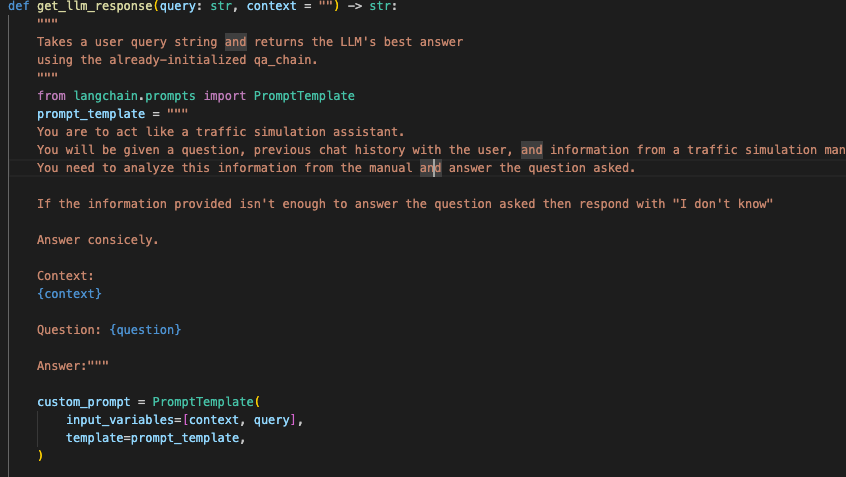 def get_llm_response(query: str, context = "") -> str:
"""
Takes a user query string and returns the LLM's best answer
using the already-initialized qa_chain.
"""
from langchain.prompts import PromptTemplate
prompt_template = """
You are to act like a traffic simulation assistant.
You will be given a question, previous chat history with the user, and information from a traffic simulation man
You need to analyze this information from the manual and answer the question asked.
If the information provided isn't enough to answer the question asked then respond with "I don't know"
Answer consicely.
Context:
{context}
Question: {question}
Answer:"""
custom_prompt = PromptTemplate(
input_variables=[context, query],
template=prompt_template,
)